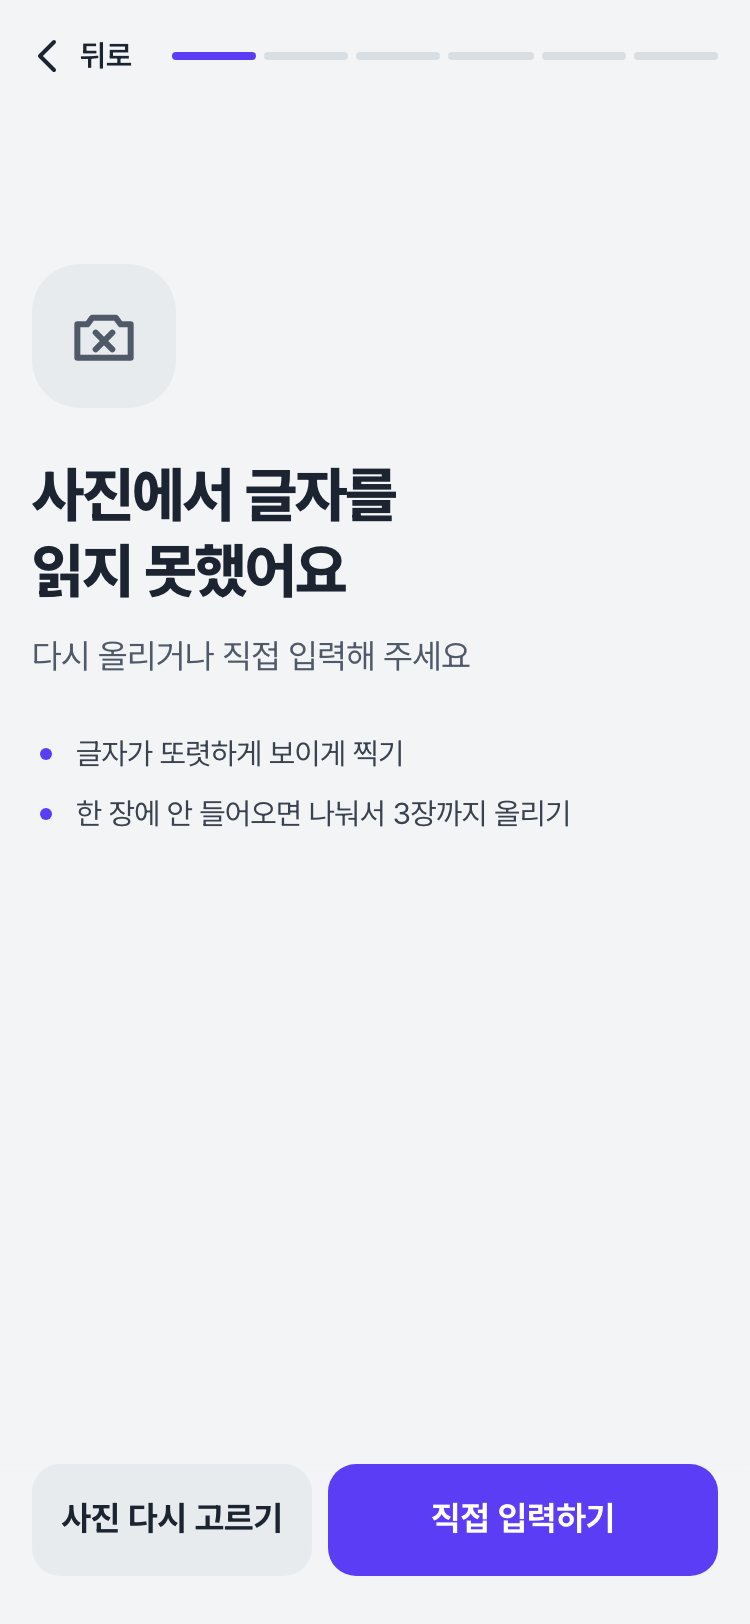 뒤로
사진에서 글자를
읽지 못했어요
다시 올리거나 직접 입력해 주세요
글자가 또렷하게 보이게 찍기
한 장에 안 들어오면 나눠서 3장까지 올리기
사진 다시 고르기
직접 입력하기